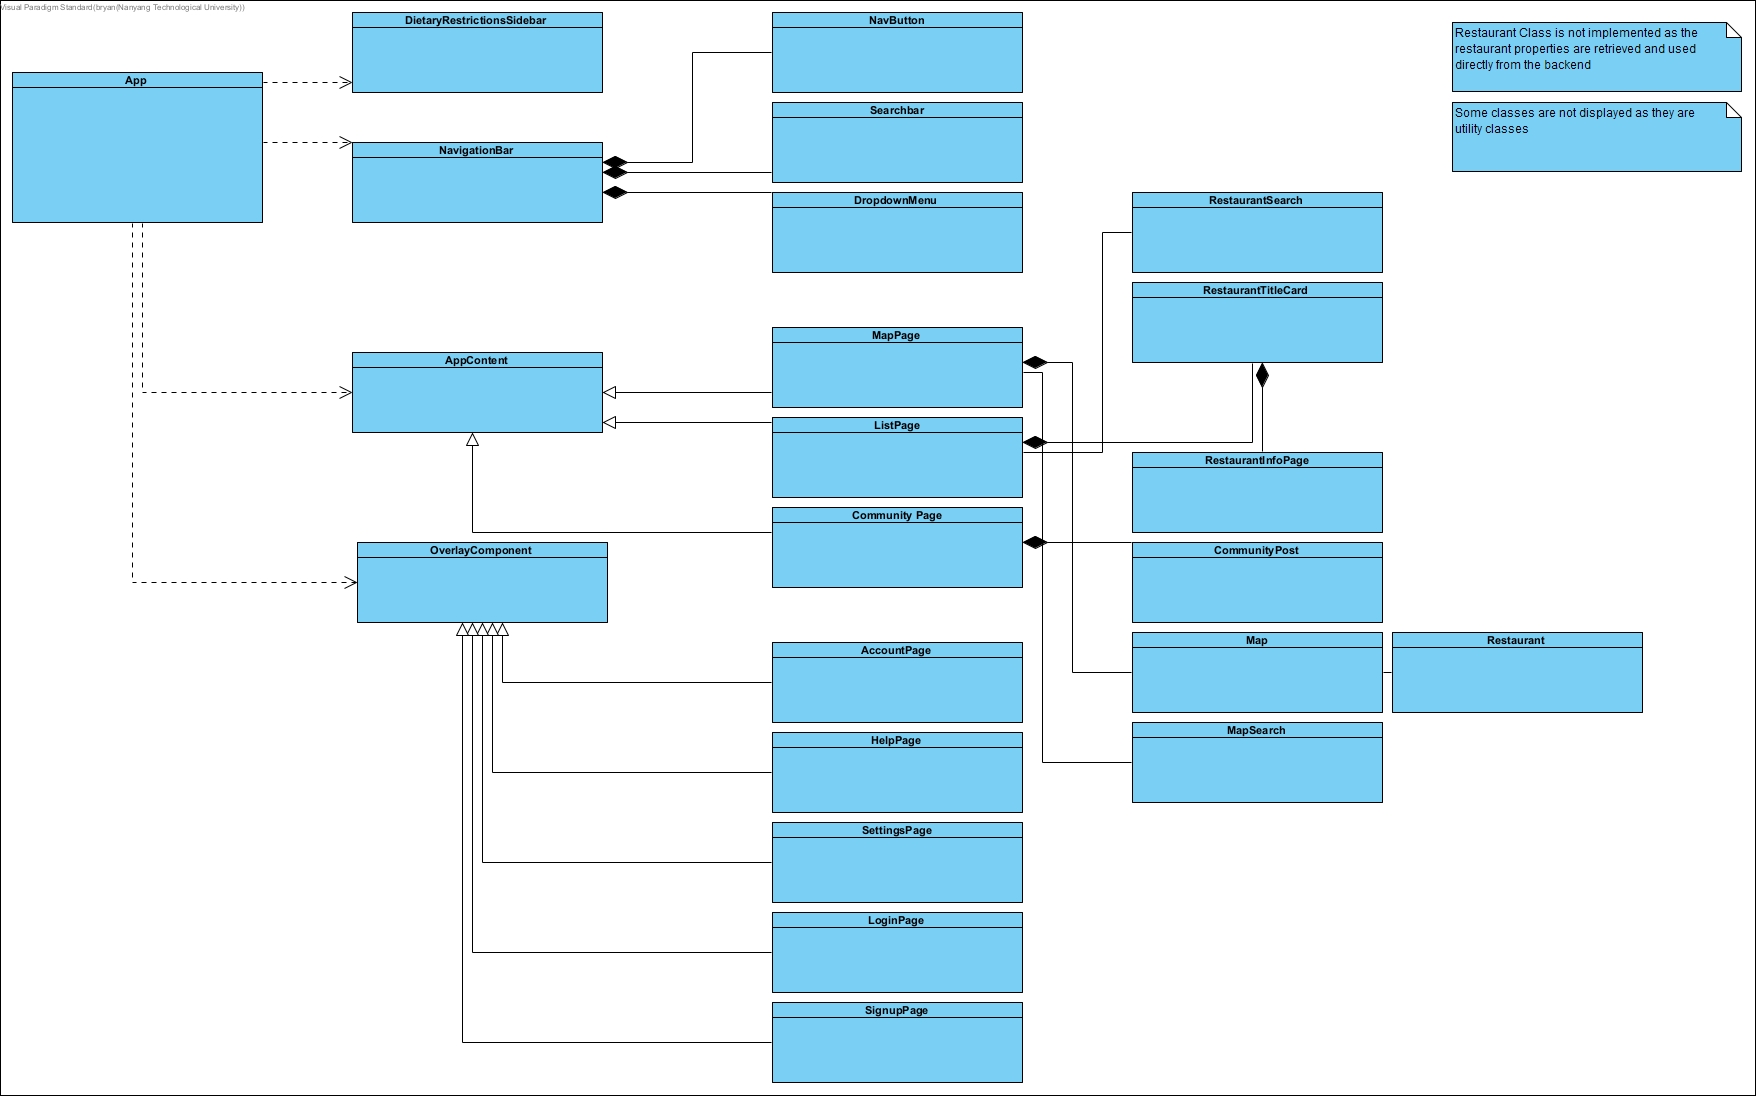 Visual Paradigm Standard(bryan(Nanyang Technological University))
DietaryRestrictionsSidebar
NavButton
Restaurant Class is not implemented as the
restaurant properties are retrieved and used
directly from the backend
App
Searchbar
Some classes are not displayed as they are
utility classes
NavigationBar
DropdownMenu
RestaurantSearch
RestaurantTitleCard
MapPage
AppContent
ListPage
RestaurantInfoPage
Community Page
OverlayComponent
CommunityPost
Map
Restaurant
AccountPage
MapSearch
HelpPage
SettingsPage
LoginPage
SignupPage